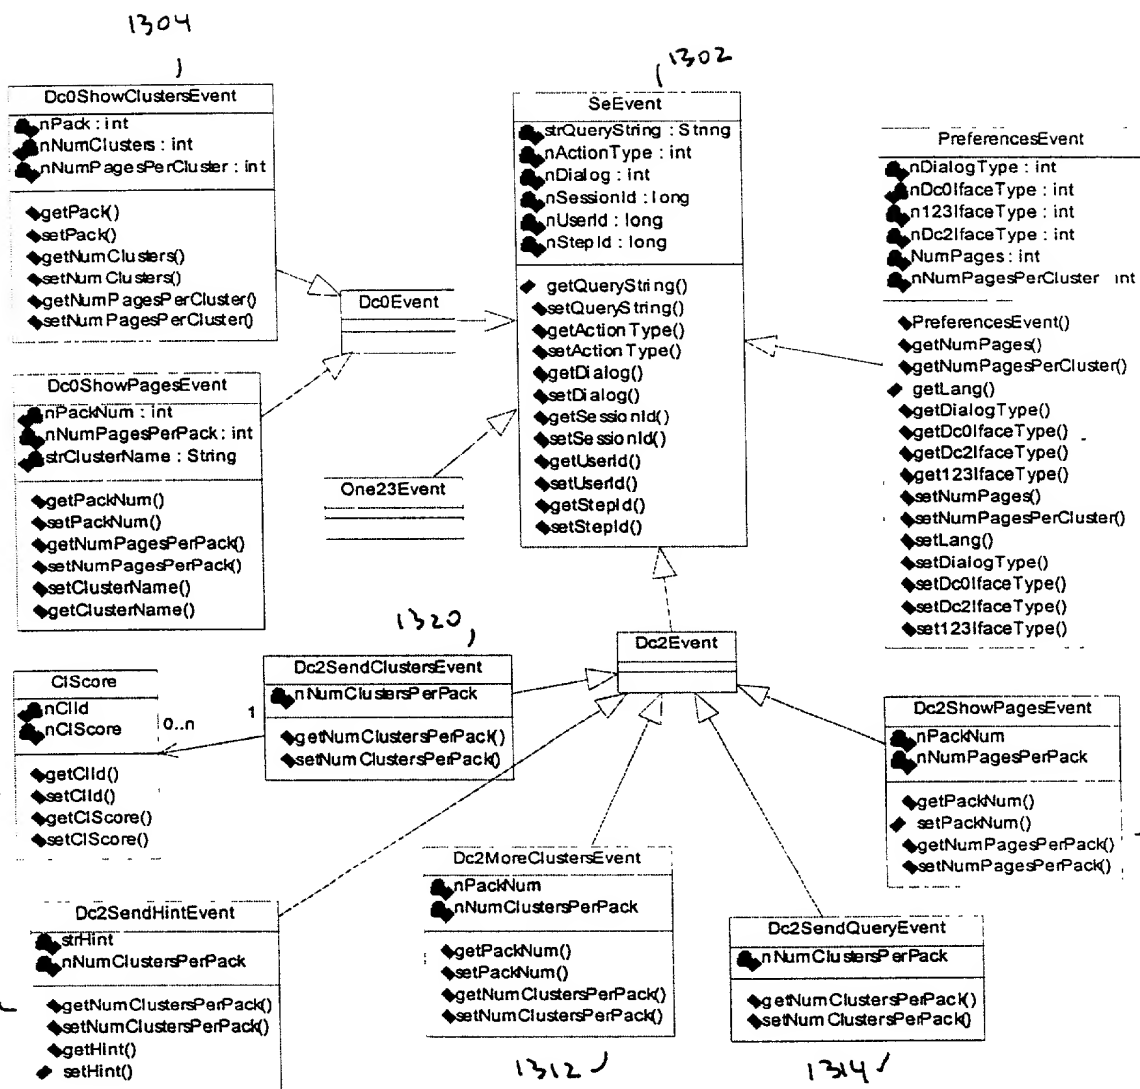 1304
1302
Dc0ShowClustersEvent
nPack : int
nNumClusters : int
nNumPagesPerCluster : int
getPack()
setPack()
getNumClusters()
setNumClusters()
getNumPagesPerCluster()
setNumPagesPerCluster()
SeEvent
strQueryString : String
nActionType : int
nDialog : int
nSessionId : long
nUserId : long
nStepId : long
getQueryString()
setQueryString()
getActionType()
setActionType()
getDialog()
setDialog()
getSessionId()
setSessionId()
getUserId()
setUserId()
getStepId()
setStepId()
PreferencesEvent
nDialogType : int
nDc0IfaceType : int
n123IfaceType : int
nDc2IfaceType : int
NumPages : int
nNumPagesPerCluster int
PreferencesEvent()
getNumPages()
getNumPagesPerCluster()
getLang()
getDialogType()
getDc0IfaceType()
getDc2IfaceType()
get123IfaceType()
setNumPages()
setNumPagesPerCluster()
setLang()
setDialogType()
setDc0IfaceType()
setDc2IfaceType()
set123IfaceType()
Dc0Event
Dc0ShowPagesEvent
nPackNum : int
nNumPagesPerPack : int
strClusterName : String
getPackNum()
setPackNum()
getNumPagesPerPack()
setNumPagesPerPack()
setClusterName()
getClusterName()
One23Event
1320
Dc2Event
ClScore
nClId
nClScore
getClId()
setClId()
getClScore()
setClScore()
0..n
1
Dc2SendClustersEvent
nNumClustersPerPack
getNumClustersPerPack()
setNumClustersPerPack()
Dc2ShowPagesEvent
nPackNum
nNumPagesPerPack
getPackNum()
setPackNum()
getNumPagesPerPack()
setNumPagesPerPack()
Dc2SendHintEvent
strHint
nNumClustersPerPack
getNumClustersPerPack()
setNumClustersPerPack()
getHint()
setHint()
Dc2MoreClustersEvent
nPackNum
nNumClustersPerPack
getPackNum()
setPackNum()
getNumClustersPerPack()
setNumClustersPerPack()
Dc2SendQueryEvent
nNumClustersPerPack
getNumClustersPerPack()
setNumClustersPerPack()
1312
1314